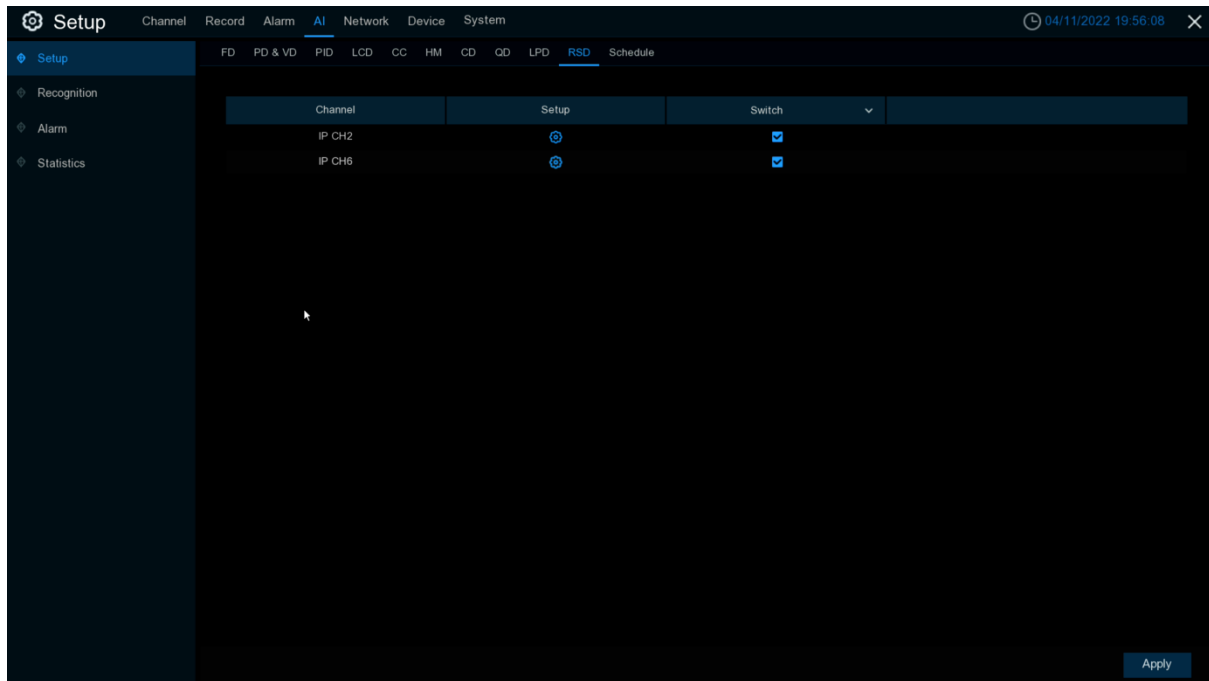 Setup Channel Record Alarm AI Network Device System 04/11/2022 19:56:08
FD PD & VD PID LCD CC HM CD QD LPD RSD Schedule
Setup
Recognition
Alarm
Statistics
Channel Setup Switch
IP CH2
IP CH6
Apply